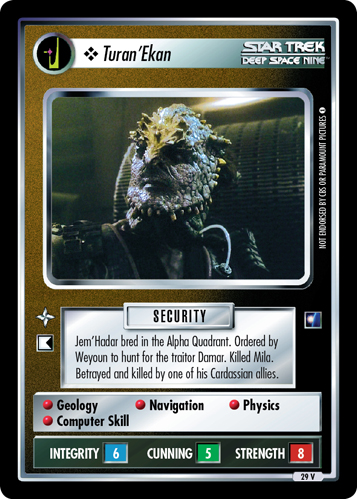 ❖ Turan'Ekan
STAR TREK
DEEP SPACE NINE™
NOT ENDORSED BY CBS OR PARAMOUNT PICTURES
SECURITY
Jem'Hadar bred in the Alpha Quadrant. Ordered by
Weyoun to hunt for the traitor Damar. Killed Mila.
Betrayed and killed by one of his Cardassian allies.
Geology
Navigation
Physics
Computer Skill
INTEGRITY 6 CUNNING 5 STRENGTH 8
29 V